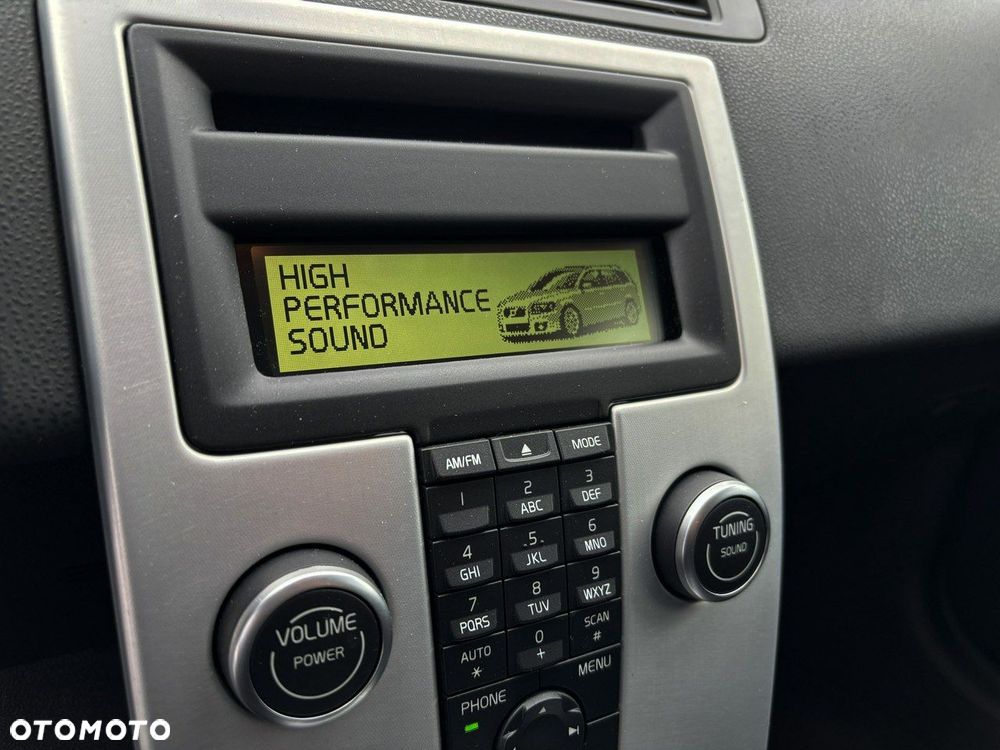 HIGH
PERFORMANCE
SOUND
AM/FM
MODE
1
2
ABC
3
DEF
4
GHI
5
JKL
6
MNO
7
PQRS
8
TUV
9
WXYZ
AUTO
*
0
+
SCAN
#
PHONE
MENU
VOLUME
POWER
TUNING
SOUND
OTOMOTO